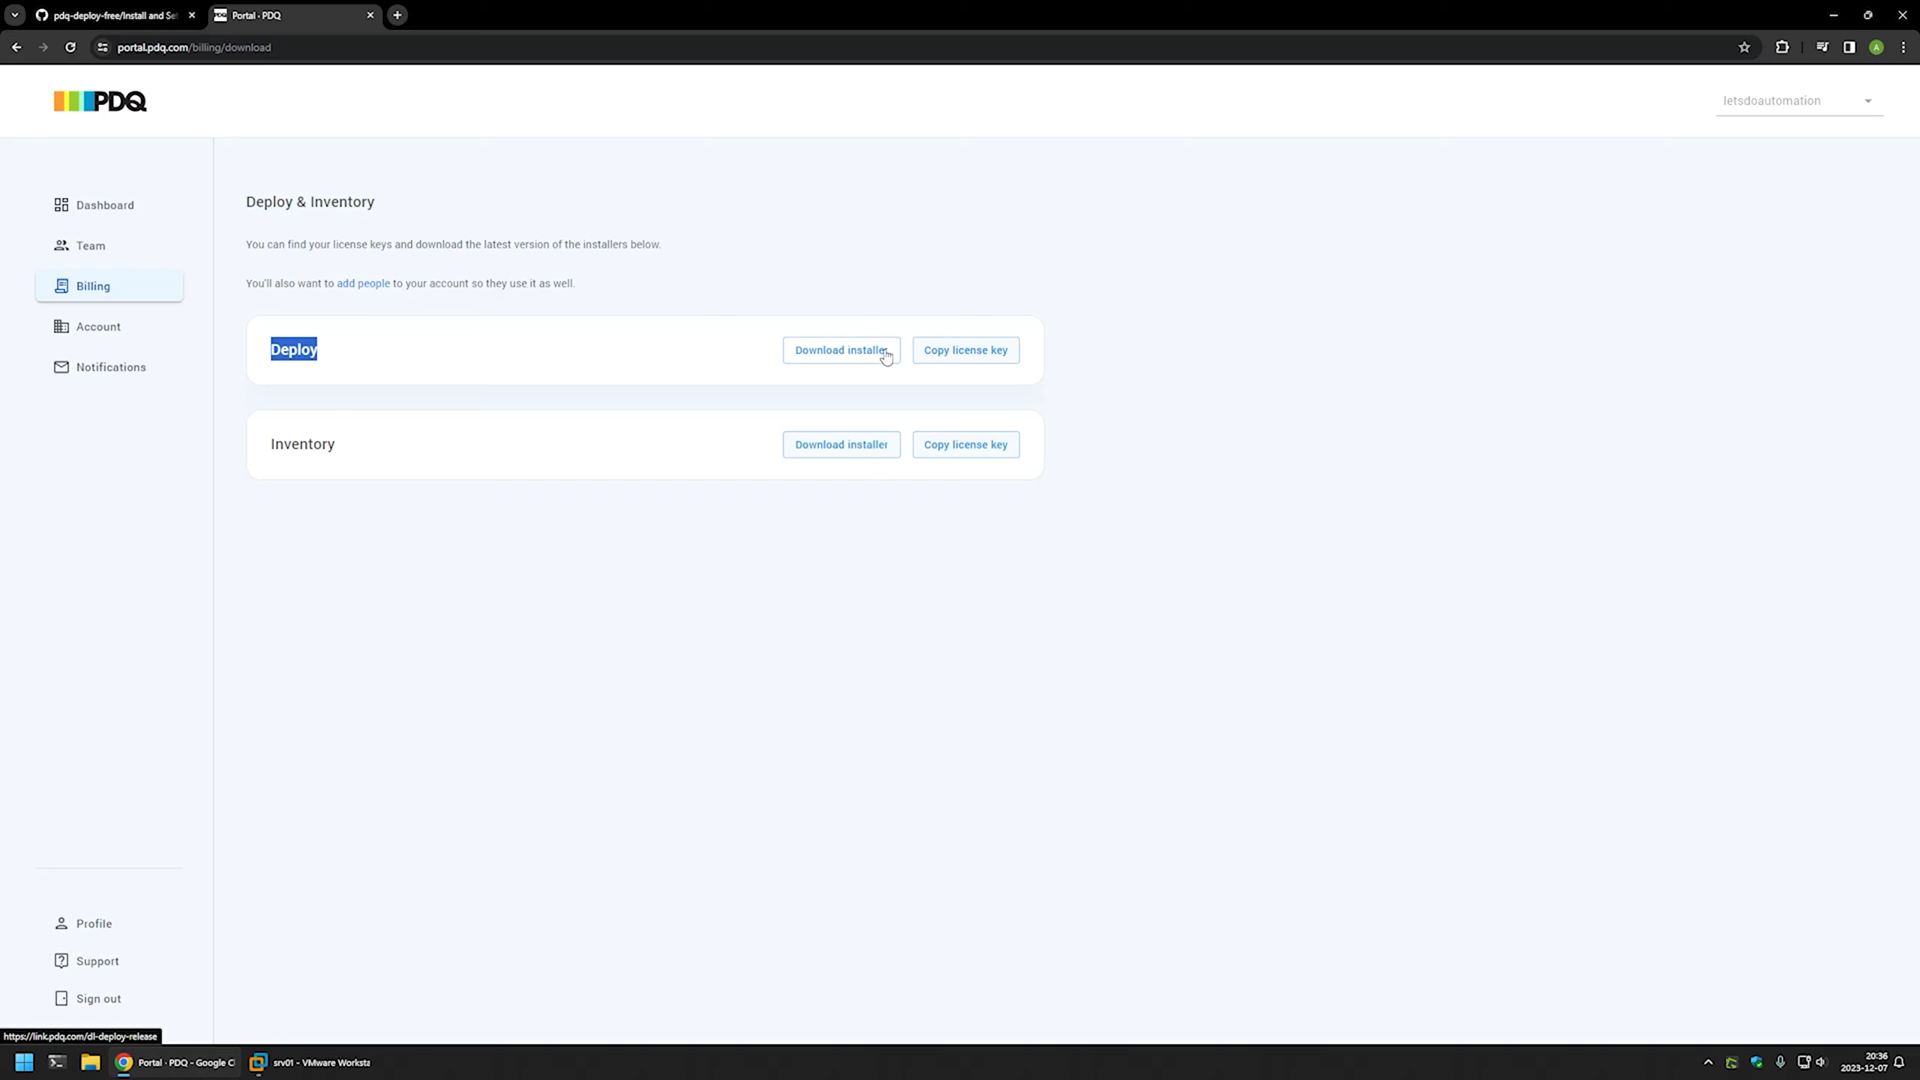 pdq-deploy-free/Install and Se
Portal · PDQ
portal.pdq.com/billing/download
A
PDQ
letsdoautomation
Dashboard
Team
Billing
Account
Notifications
Deploy & Inventory
You can find your license keys and download the latest version of the installers below.
You'll also want to add people to your account so they use it as well.
Deploy
Download installer
Copy license key
Inventory
Download installer
Copy license key
Profile
Support
Sign out
https://link.pdq.com/dl-deploy-release
Portal · PDQ - Google C
srv01 - VMware Worksta
20:36
2023-12-07